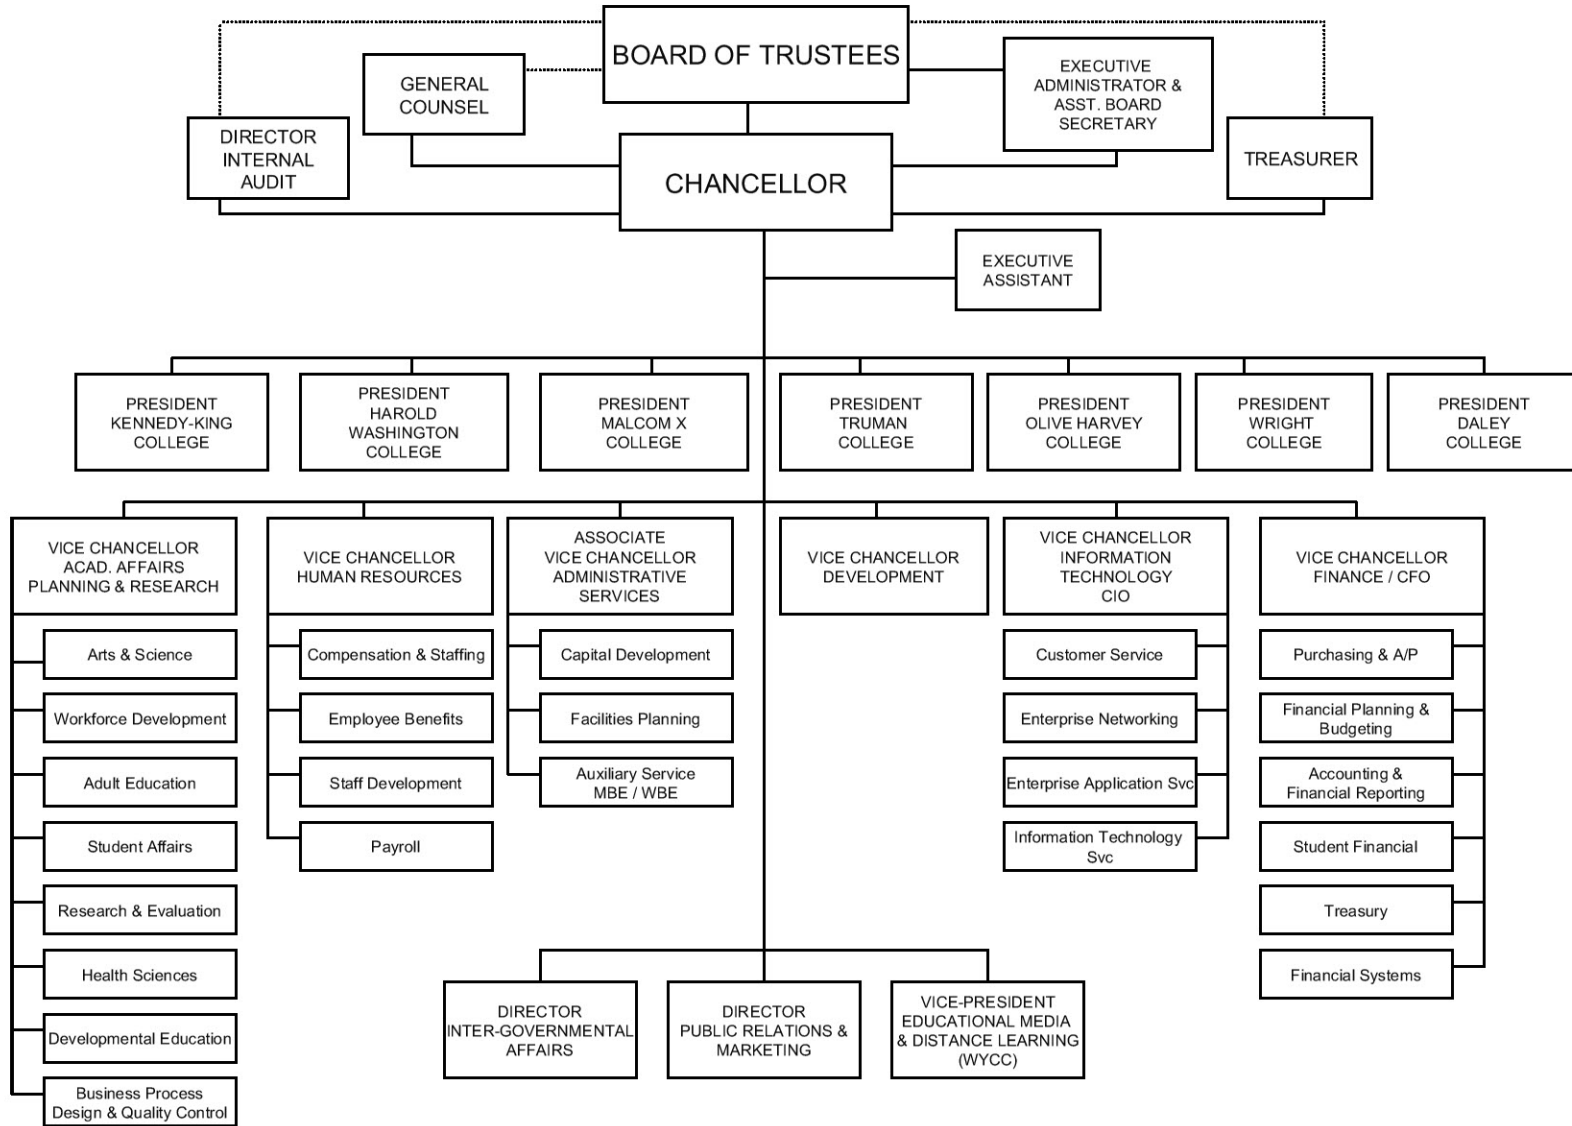 BOARD OF TRUSTEES
GENERAL
COUNSEL
EXECUTIVE
ADMINISTRATOR &
ASST. BOARD
SECRETARY
DIRECTOR
INTERNAL
AUDIT
CHANCELLOR
TREASURER
EXECUTIVE
ASSISTANT
PRESIDENT
KENNEDY-KING
COLLEGE
PRESIDENT
HAROLD
WASHINGTON
COLLEGE
PRESIDENT
MALCOM X
COLLEGE
PRESIDENT
TRUMAN
COLLEGE
PRESIDENT
OLIVE HARVEY
COLLEGE
PRESIDENT
WRIGHT
COLLEGE
PRESIDENT
DALEY
COLLEGE
VICE CHANCELLOR
ACAD. AFFAIRS
PLANNING & RESEARCH
Arts & Science
Workforce Development
Adult Education
Student Affairs
Research & Evaluation
Health Sciences
Developmental Education
Business Process
Design & Quality Control
VICE CHANCELLOR
HUMAN RESOURCES
Compensation & Staffing
Employee Benefits
Staff Development
Payroll
ASSOCIATE
VICE CHANCELLOR
ADMINISTRATIVE
SERVICES
Capital Development
Facilities Planning
Auxiliary Service
MBE / WBE
VICE CHANCELLOR
DEVELOPMENT
VICE CHANCELLOR
INFORMATION
TECHNOLOGY
CIO
Customer Service
Enterprise Networking
Enterprise Application Svc
Information Technology
Svc
VICE CHANCELLOR
FINANCE / CFO
Purchasing & A/P
Financial Planning &
Budgeting
Accounting &
Financial Reporting
Student Financial
Treasury
Financial Systems
DIRECTOR
INTER-GOVERNMENTAL
AFFAIRS
DIRECTOR
PUBLIC RELATIONS &
MARKETING
VICE-PRESIDENT
EDUCATIONAL MEDIA
& DISTANCE LEARNING
(WYCC)